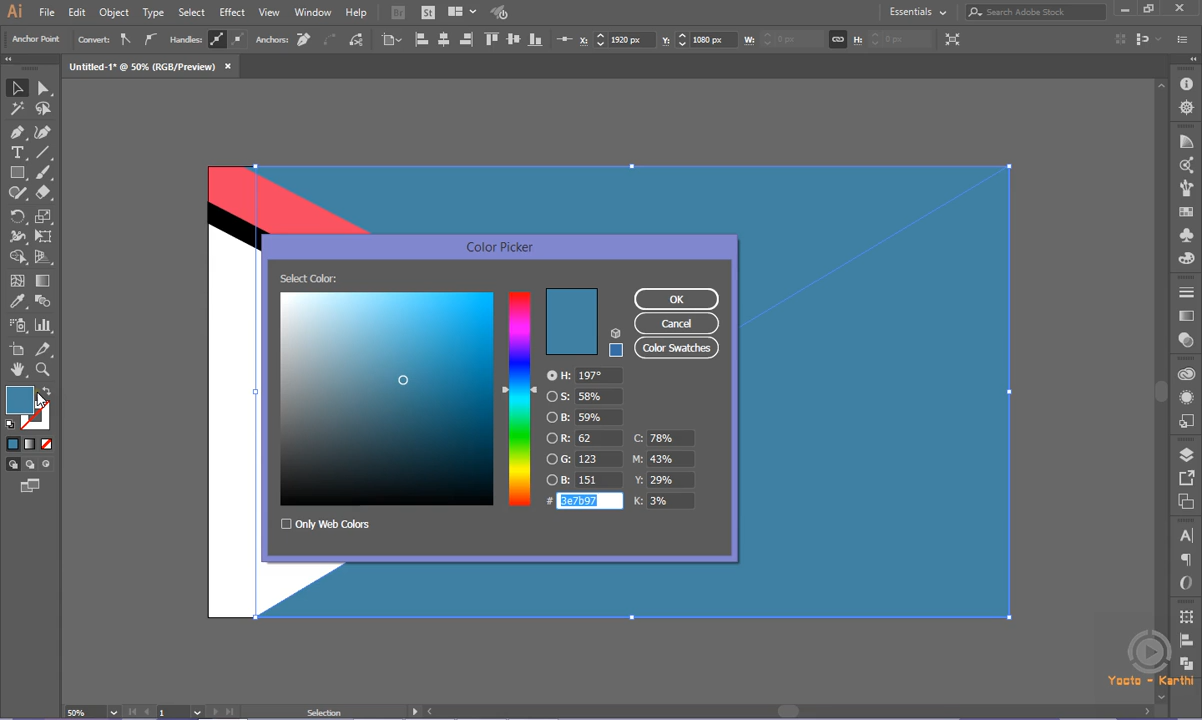 Ai File Edit Object Type Select Effect View Window Help Br St Essentials Search Adobe Stock
Anchor Point Convert: Handles: Anchors: X: 1920 px Y: 1080 px W: 0 px H: 0 px
Untitled-1* @ 50% (RGB/Preview) ×
Color Picker
Select Color:
OK
Cancel
Color Swatches
H: 197°
S: 58%
B: 59%
R: 62 C: 78%
G: 123 M: 43%
B: 151 Y: 29%
# 3e7b97 K: 3%
Only Web Colors
Yooto - Karthi
50% 1 Selection